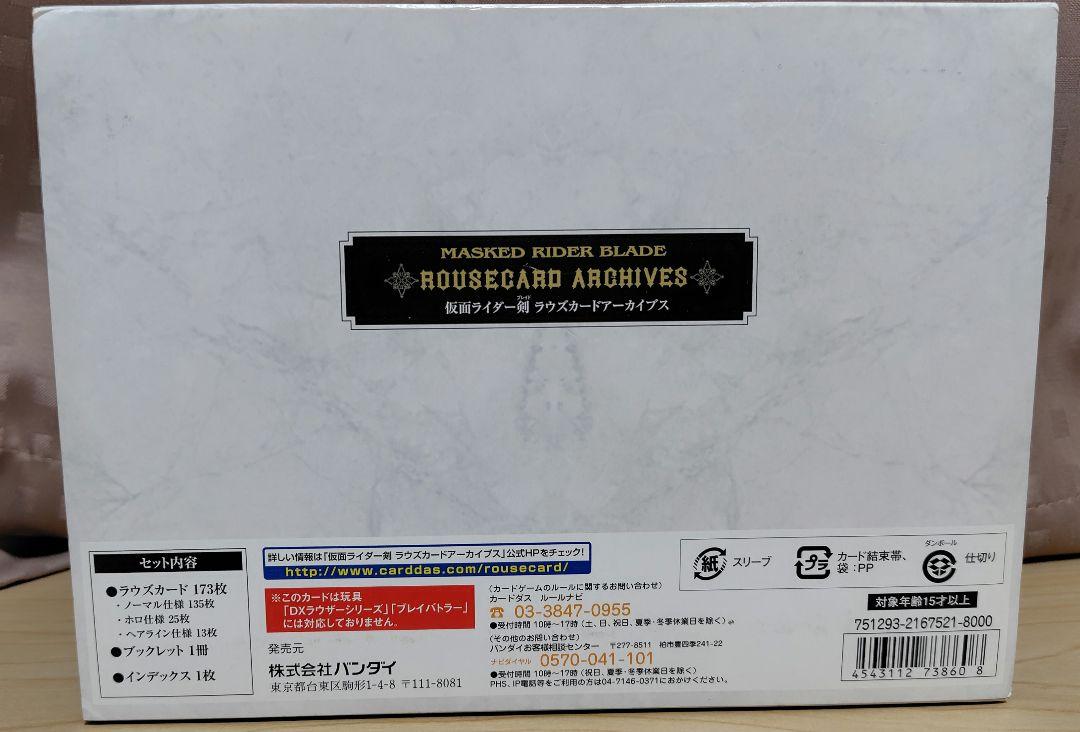 MASKED RIDER BLADE
ROUSECARD ARCHIVES
ブレイド
仮面ライダー剣 ラウズカードアーカイブス
セット内容
●ラウズカード 173枚
・ノーマル仕様 135枚
・ホロ仕様 25枚
・ヘアライン仕様 13枚
●ブックレット 1冊
●インデックス 1枚
詳しい情報は「仮面ライダー剣 ラウズカードアーカイブス」公式HPをチェック!
http://www.carddas.com/rousecard/
※このカードは玩具
「DXラウザーシリーズ」「ブレイバトラー」
には対応しておりません。
発売元
株式会社バンダイ
東京都台東区駒形1-4-8 〒111-8081
(カードゲームのルールに関するお問い合わせ)
カードダス ルールナビ
☎ 03-3847-0955
●受付時間 10時〜17時(土、日、祝日、夏季・冬季休業日を除く)
(その他のお問い合わせ)
バンダイお客様相談センター 〒277-8511 柏市豊四季241-22
ナビダイヤル 0570-041-101
●受付時間 10時〜17時(祝日、夏季・冬季休業日を除く)
PHS、IP電話等をご利用の方は04-7146-0371におかけください。
紙 スリーブ
プラ カード結束帯、
袋:PP
ダンボール
仕切り
対象年齢15才以上
751293-2167521-8000
4543112 738608